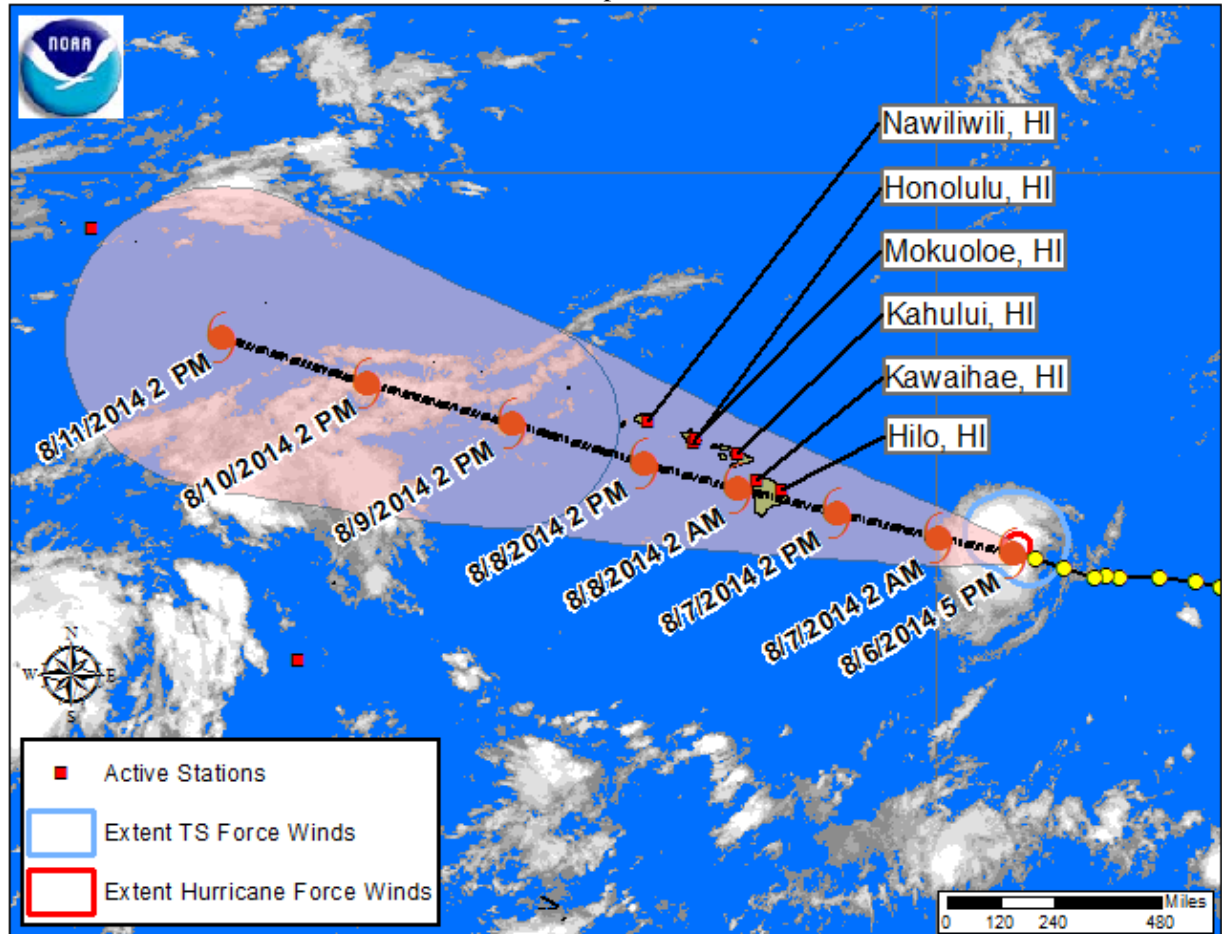 NOAA
Nawiliwili, HI
Honolulu, HI
Mokuoloe, HI
Kahului, HI
Kawaihae, HI
Hilo, HI
8/11/2014 2 PM
8/10/2014 2 PM
8/9/2014 2 PM
8/8/2014 2 PM
8/8/2014 2 AM
8/7/2014 2 PM
8/7/2014 2 AM
8/6/2014 5 PM
N
W E
S
Active Stations
Extent TS Force Winds
Extent Hurricane Force Winds
Miles
0 120 240 480